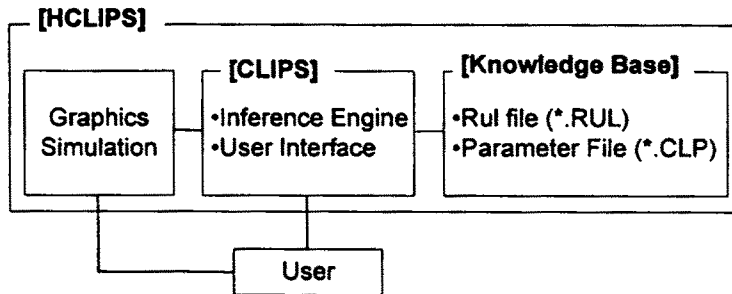 [HCLIPS]
Graphics
Simulation
[CLIPS]
•Inference Engine
•User Interface
[Knowledge Base]
•Rul file (*.RUL)
•Parameter File (*.CLP)
User